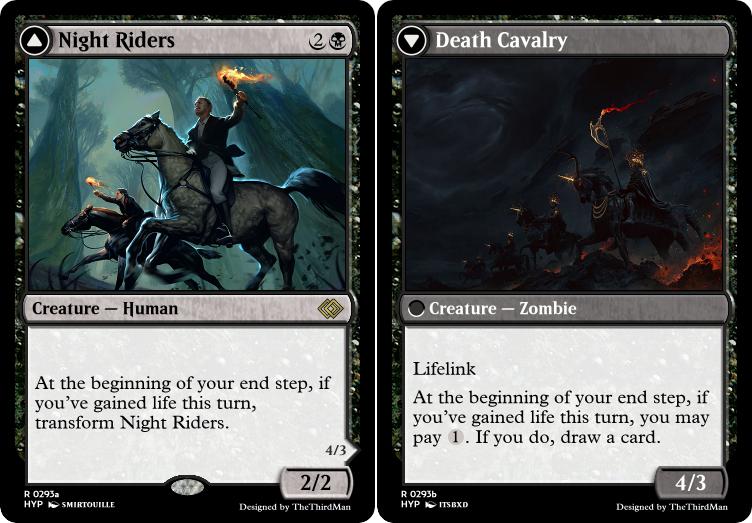 Night Riders
2
Creature — Human
At the beginning of your end step, if
you've gained life this turn,
transform Night Riders.
4/3
2/2
R 0293a
HYP SMIRTOUILLE
Designed by TheThirdMan
Death Cavalry
Creature — Zombie
Lifelink
At the beginning of your end step, if
you've gained life this turn, you may
pay 1. If you do, draw a card.
4/3
R 0293b
HYP ITSBXD
Designed by TheThirdMan